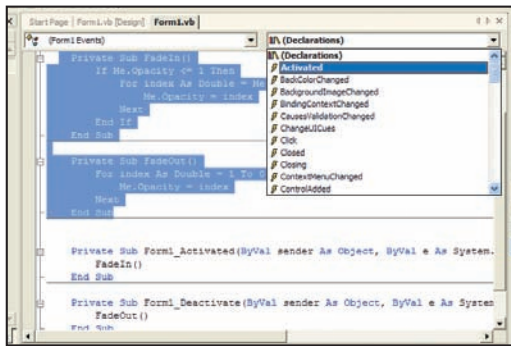 Start Page | Form1.vb [Design] | Form1.vb
(Form1 Events)
(Declarations)
(Declarations)
Activated
BackColorChanged
BackgroundImageChanged
BindingContextChanged
CausesValidationChanged
ChangeUICues
Click
Closed
Closing
ContextMenuChanged
ControlAdded
Private Sub FadeIn()
If Me.Opacity <= 1 Then
For index As Double = Me
Me.Opacity = index
Next
End If
End Sub
Private Sub FadeOut()
For index As Double = 1 To 0
Me.Opacity = index
Next
End Sub
Private Sub Form1_Activated(ByVal sender As Object, ByVal e As System.
FadeIn()
End Sub
Private Sub Form1_Deactivate(ByVal sender As Object, ByVal e As System
FadeOut()
End Sub